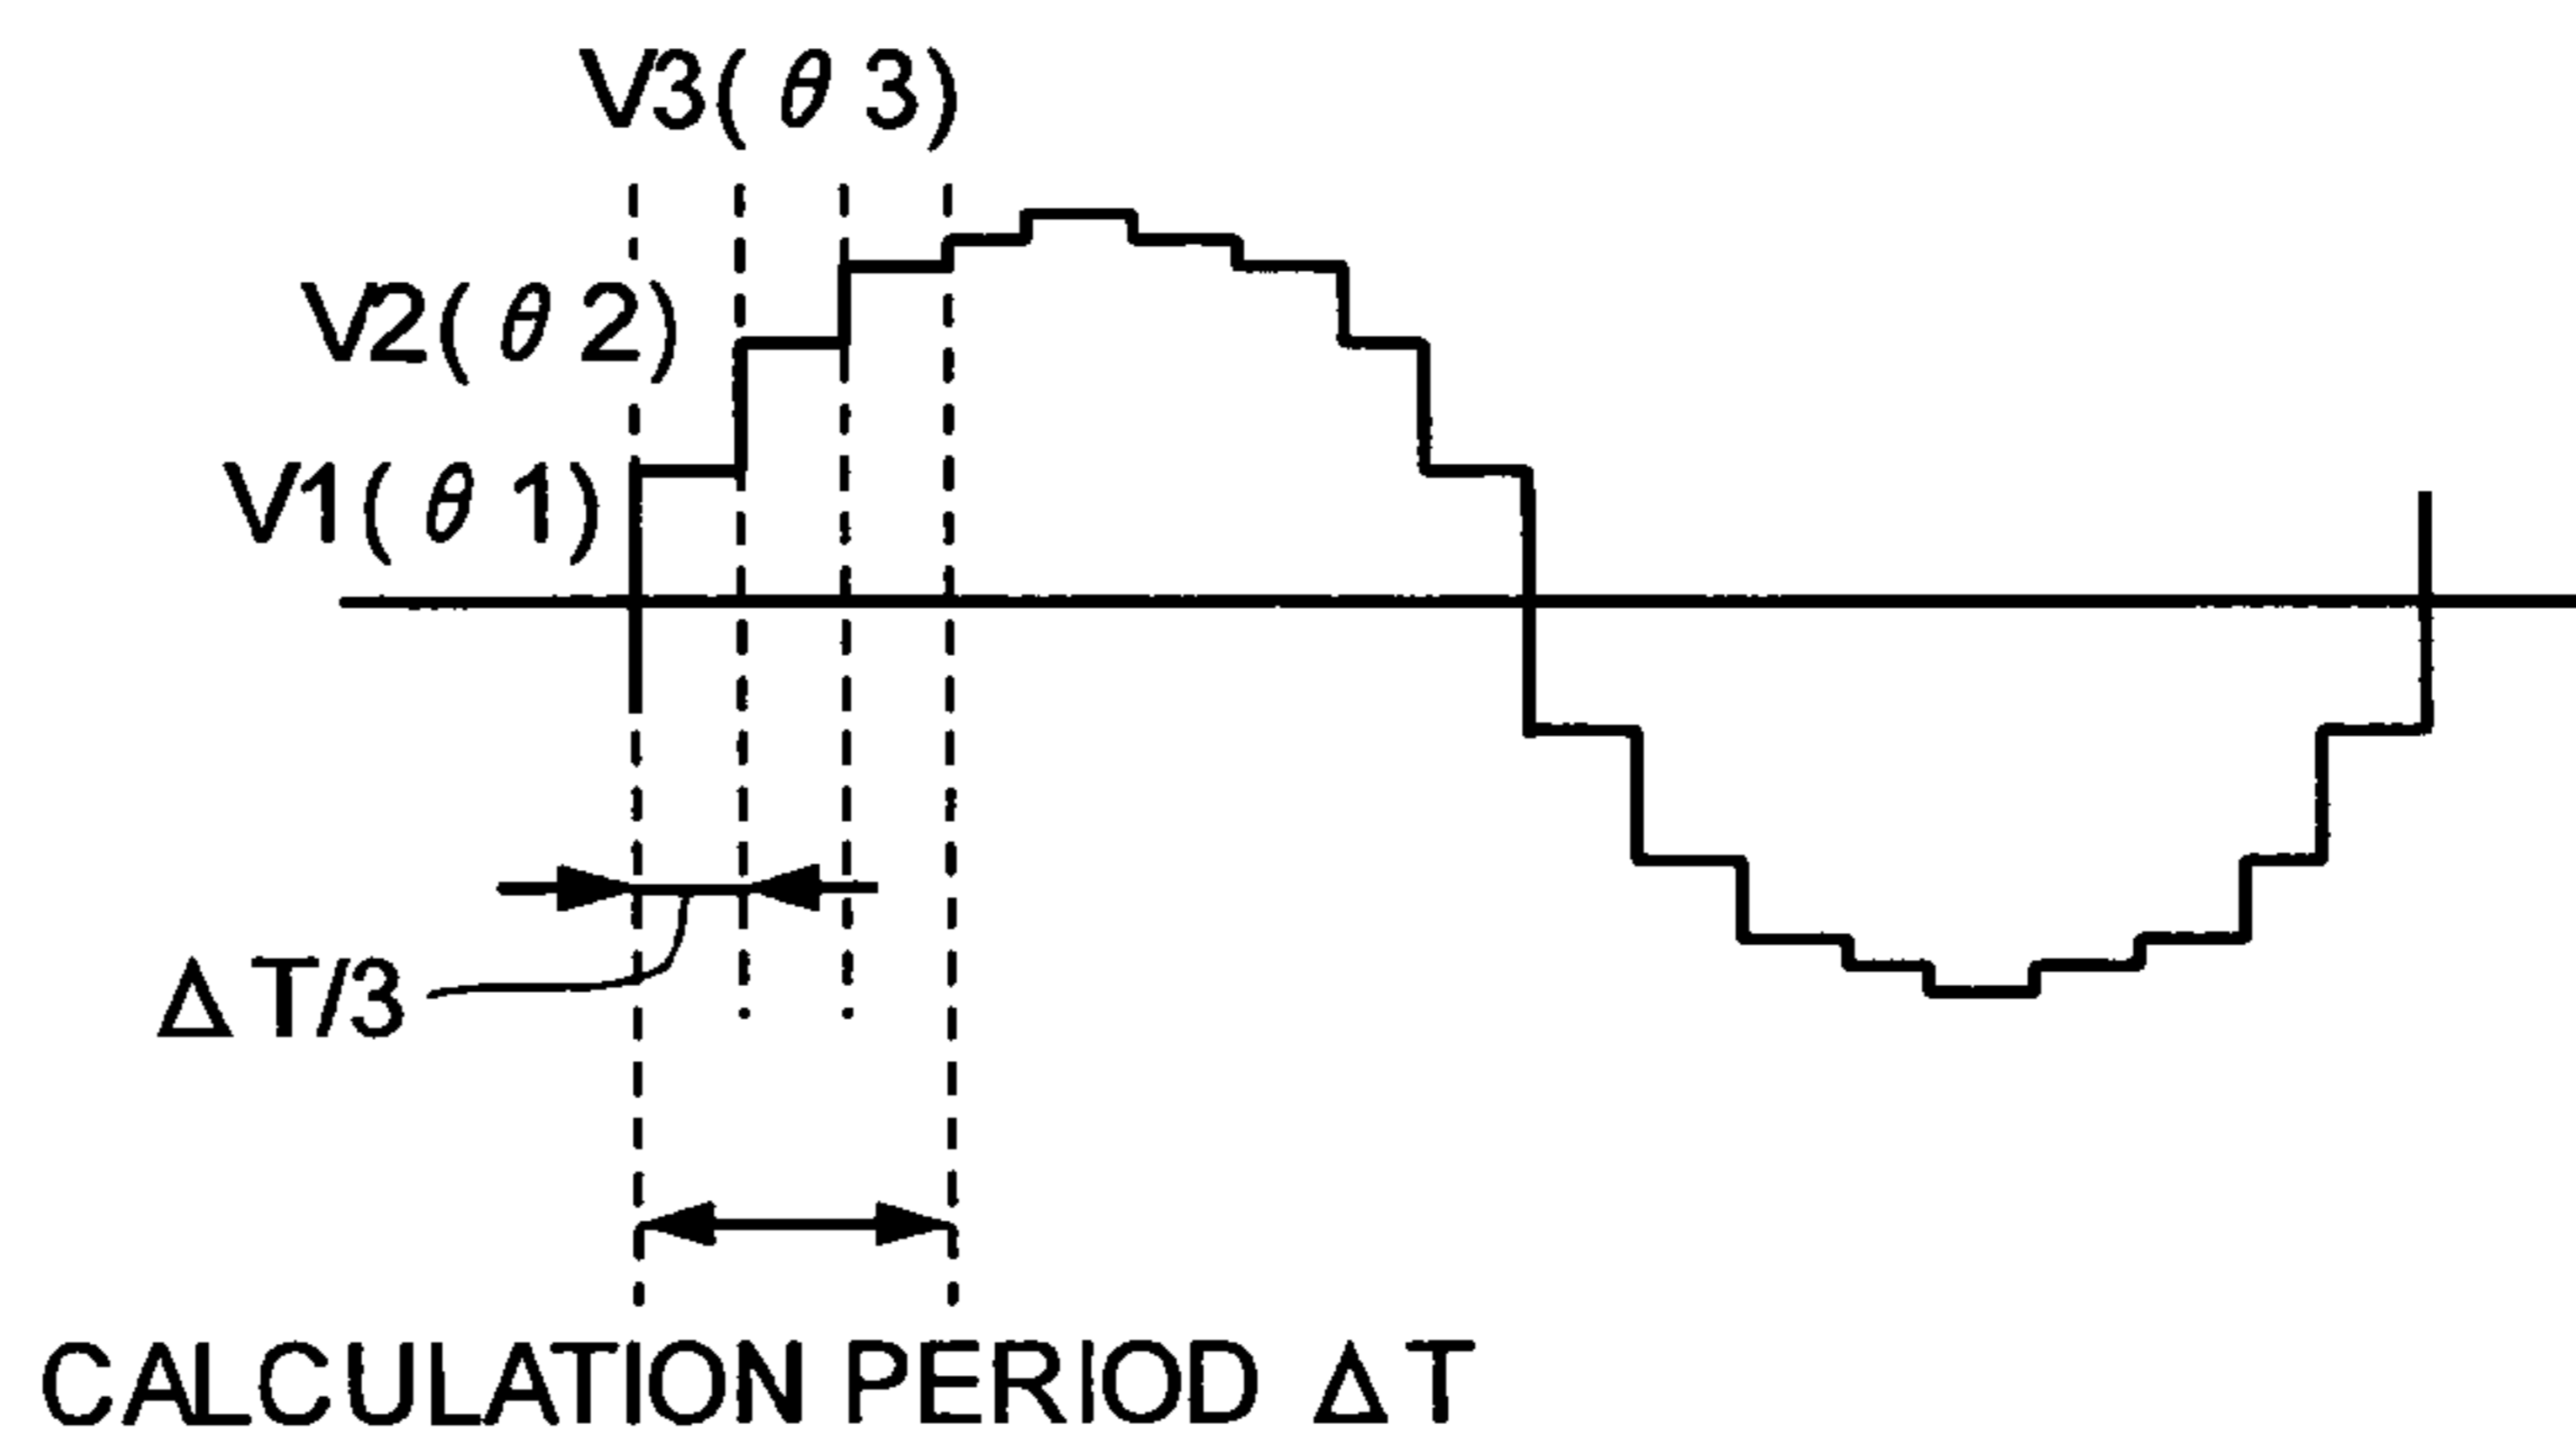 V3(θ3)
V2(θ2)
V1(θ1)
ΔT/3
CALCULATION PERIOD ΔT